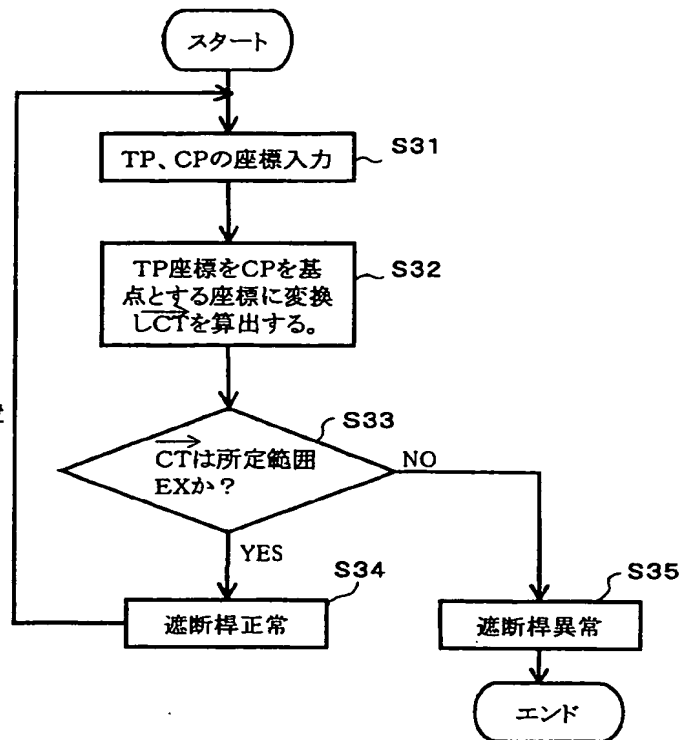 スタート
TP、CPの座標入力
S31
TP座標をCPを基
点とする座標に変換
しCTを算出する。
S32
S33
CTは所定範囲
EXか？
NO
YES
S34
遮断桿正常
S35
遮断桿異常
エンド